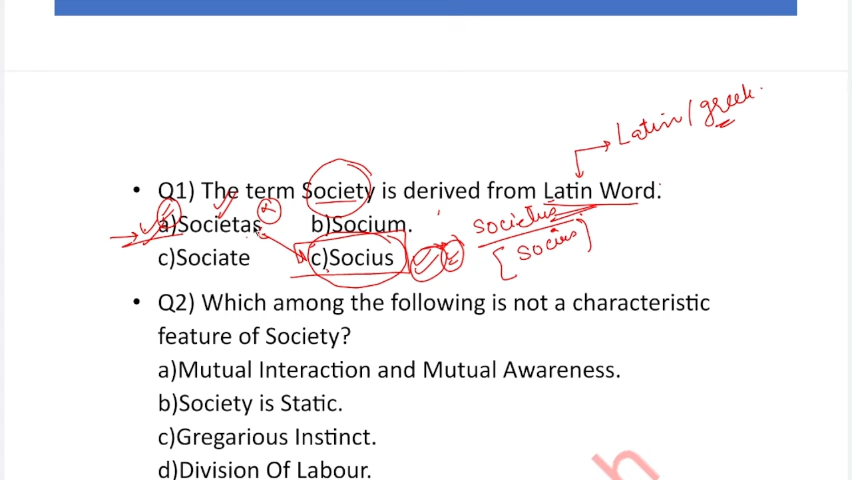 Latin / greek.
• Q1) The term Society is derived from Latin Word.
a)Societas b)Socium.
societus
c)Sociate c)Socius
[socius]
• Q2) Which among the following is not a characteristic
feature of Society?
a)Mutual Interaction and Mutual Awareness.
b)Society is Static.
c)Gregarious Instinct.
d)Division Of Labour.
h